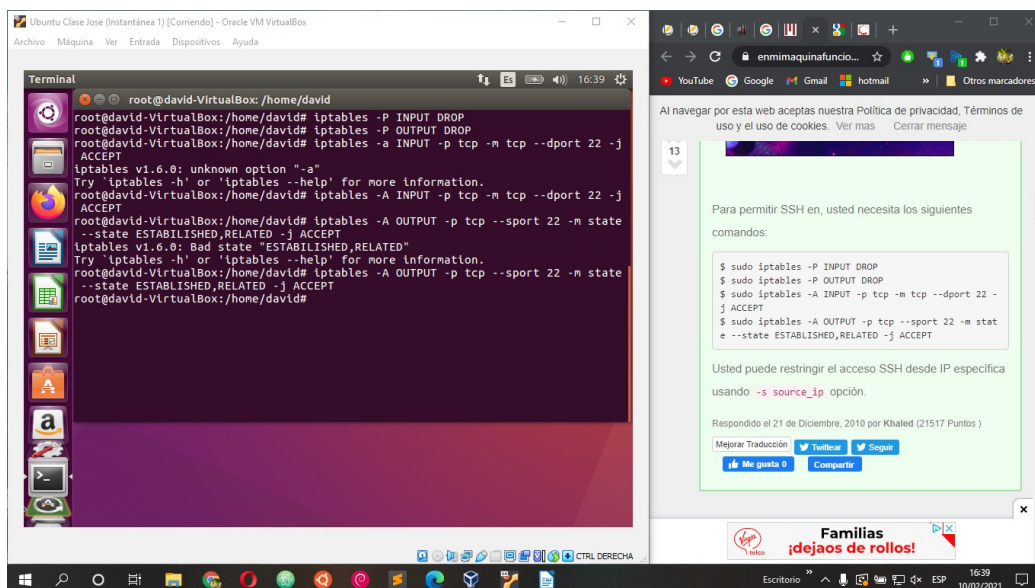 Ubuntu Clase Jose (Instantánea 1) [Corriendo] - Oracle VM VirtualBox
Archivo Máquina Ver Entrada Dispositivos Ayuda
Terminal
Es
16:39
root@david-VirtualBox: /home/david
root@david-VirtualBox:/home/david# iptables -P INPUT DROP
root@david-VirtualBox:/home/david# iptables -P OUTPUT DROP
root@david-VirtualBox:/home/david# iptables -a INPUT -p tcp -m tcp --dport 22 -j
ACCEPT
iptables v1.6.0: unknown option "-a"
Try `iptables -h' or 'iptables --help' for more information.
root@david-VirtualBox:/home/david# iptables -A INPUT -p tcp -m tcp --dport 22 -j
ACCEPT
root@david-VirtualBox:/home/david# iptables -A OUTPUT -p tcp --sport 22 -m state
--state ESTABILISHED,RELATED -j ACCEPT
iptables v1.6.0: Bad state "ESTABILISHED,RELATED"
Try `iptables -h' or 'iptables --help' for more information.
root@david-VirtualBox:/home/david# iptables -A OUTPUT -p tcp --sport 22 -m state
--state ESTABLISHED,RELATED -j ACCEPT
root@david-VirtualBox:/home/david#
CTRL DERECHA
enmimaquinafuncio...
YouTube Google Gmail hotmail » Otros marcadores
Al navegar por esta web aceptas nuestra Política de privacidad, Términos de
uso y el uso de cookies. Ver mas Cerrar mensaje
13
Para permitir SSH en, usted necesita los siguientes
comandos:
$ sudo iptables -P INPUT DROP
$ sudo iptables -P OUTPUT DROP
$ sudo iptables -A INPUT -p tcp -m tcp --dport 22 -
j ACCEPT
$ sudo iptables -A OUTPUT -p tcp --sport 22 -m stat
e --state ESTABLISHED,RELATED -j ACCEPT
Usted puede restringir el acceso SSH desde IP específica
usando -s source_ip opción.
Respondido el 21 de Diciembre, 2010 por Khaled (21517 Puntos )
Mejorar Traducción Twittear Seguir
Me gusta 0 Compartir
Virgin telco
Familias
¡dejaos de rollos!
Escritorio » ESP
16:39
10/02/2021